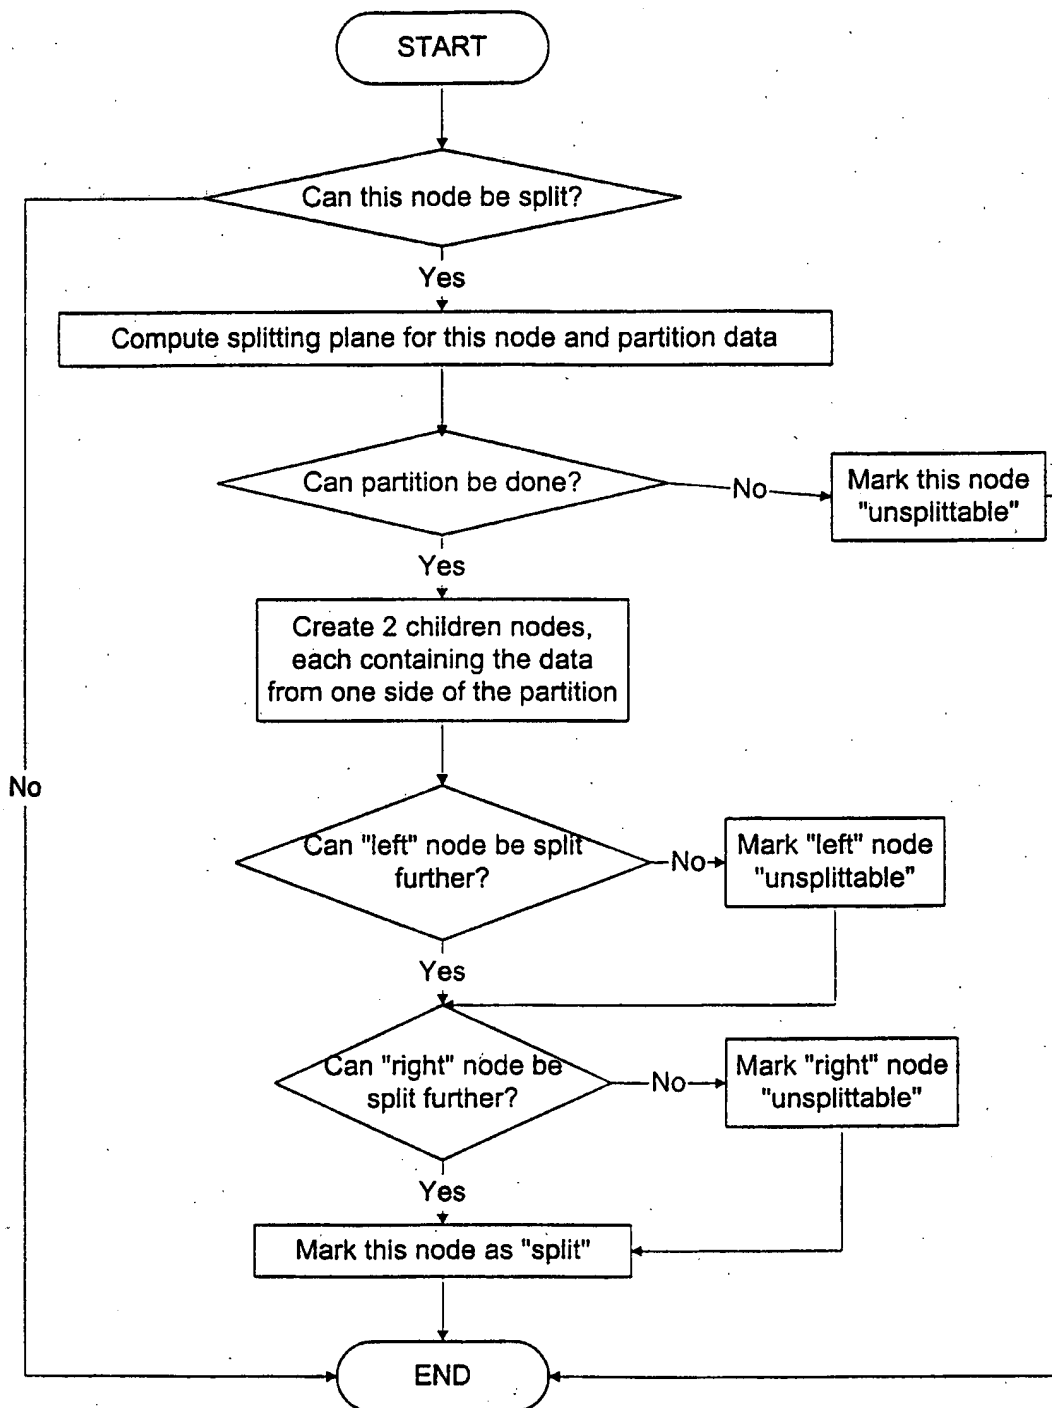 START
Can this node be split?
Yes
Compute splitting plane for this node and partition data
Can partition be done?
No
Mark this node
"unsplittable"
Yes
Create 2 children nodes,
each containing the data
from one side of the partition
No
Can "left" node be split
further?
No
Mark "left" node
"unsplittable"
Yes
Can "right" node be
split further?
No
Mark "right" node
"unsplittable"
Yes
Mark this node as "split"
END